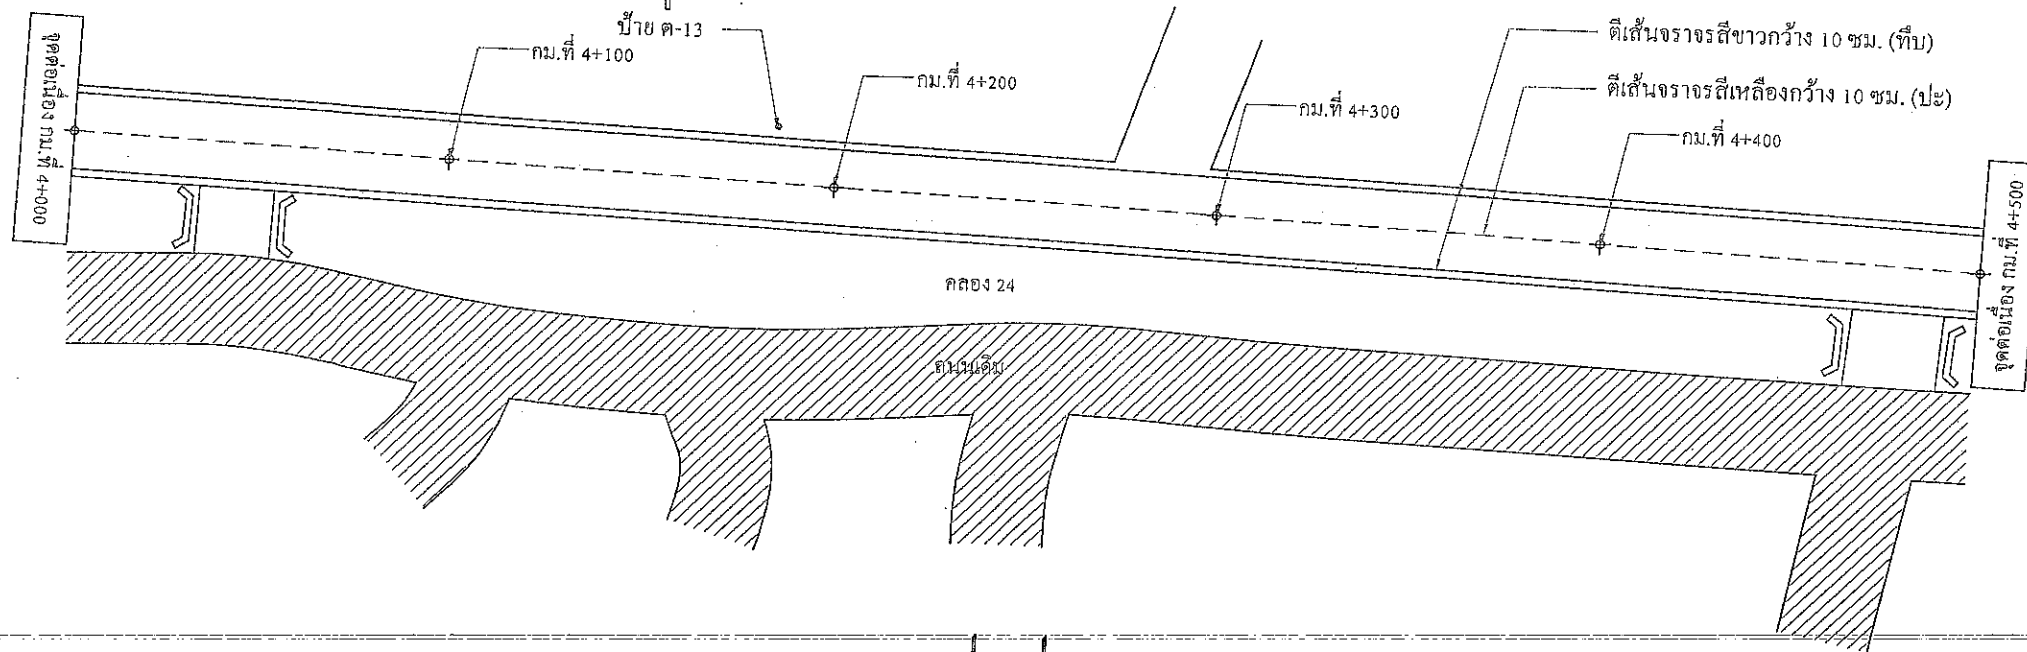 ป้าย ต-13
กม.ที่ 4+100
กม.ที่ 4+200
กม.ที่ 4+300
กม.ที่ 4+400
ตีเส้นจราจรสีขาวกว้าง 10 ซม. (ทึบ)
ตีเส้นจราจรสีเหลืองกว้าง 10 ซม. (ปะ)
จุดต่อเนื่อง กม.ที่ 4+000
จุดต่อเนื่อง กม.ที่ 4+500
คลอง 24
ถนนเดิม